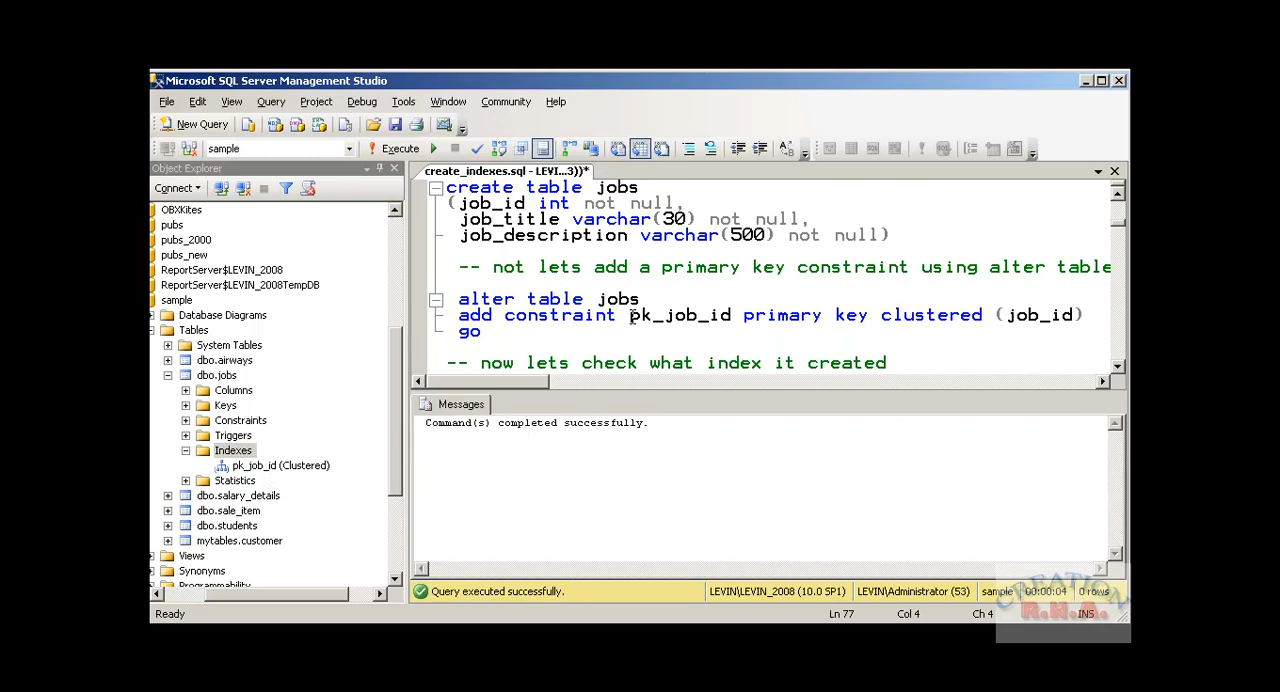 Microsoft SQL Server Management Studio
File Edit View Query Project Debug Tools Window Community Help
New Query
sample Execute
Object Explorer
Connect
OBXKites
pubs
pubs_2000
pubs_new
ReportServer$LEVIN_2008
ReportServer$LEVIN_2008TempDB
sample
Database Diagrams
Tables
System Tables
dbo.airways
dbo.jobs
Columns
Keys
Constraints
Triggers
Indexes
pk_job_id (Clustered)
Statistics
dbo.salary_details
dbo.sale_item
dbo.students
mytables.customer
Views
Synonyms
Programmability
create_indexes.sql - LEVI...3))*
create table jobs
(job_id int not null,
job_title varchar(30) not null,
job_description varchar(500) not null)
-- not lets add a primary key constraint using alter table
alter table jobs
add constraint pk_job_id primary key clustered (job_id)
go
-- now lets check what index it created
Messages
Command(s) completed successfully.
Query executed successfully. LEVIN\LEVIN_2008 (10.0 SP1) LEVIN\Administrator (53) sample 00:00:04 0 rows
Ready Ln 77 Col 4 Ch 4 INS
CREATION
R.N.A.